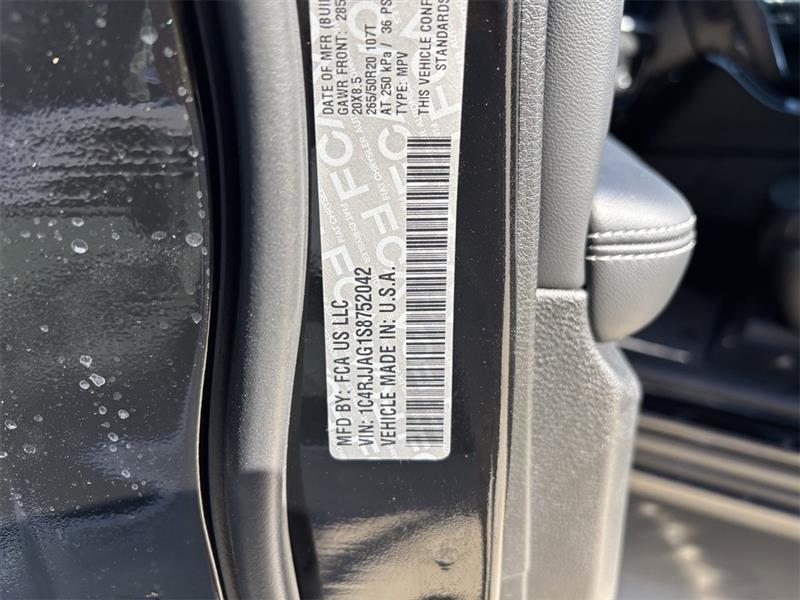 MFD BY: FCA US LLC
VIN: 1C4RJJAG1S8752042
VEHICLE MADE IN: U.S.A.
DATE OF MFR (BUI
GAWR FRONT: 285
20X8.5
265/50R20 107T
AT 250 kPa / 36 PS
TYPE: MPV
THIS VEHICLE CONF
STANDARDS